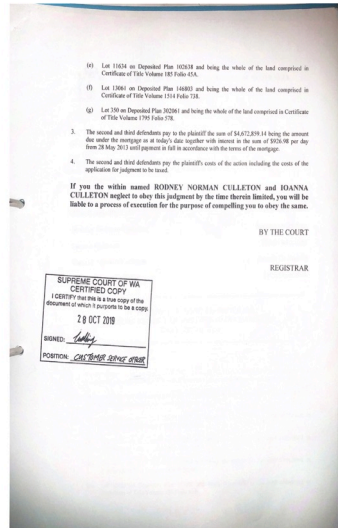 (e) Lot 11634 on Deposited Plan 102638 and being the whole of the land comprised in
Certificate of Title Volume 185 Folio 45A.
(f) Lot 13061 on Deposited Plan 146803 and being the whole of the land comprised in
Certificate of Title Volume 1514 Folio 738.
(g) Lot 350 on Deposited Plan 302061 and being the whole of the land comprised in Certificate
of Title Volume 1795 Folio 578.
3. The second and third defendants pay to the plaintiff the sum of $4,672,859.14 being the amount
due under the mortgage as at today's date together with interest in the sum of $926.98 per day
from 28 May 2013 until payment in full in accordance with the terms of the mortgage.
4. The second and third defendants pay the plaintiff's costs of the action including the costs of the
application for judgment to be taxed.
If you the within named RODNEY NORMAN CULLETON and IOANNA
CULLETON neglect to obey this judgment by the time therein limited, you will be
liable to a process of execution for the purpose of compelling you to obey the same.
BY THE COURT
REGISTRAR
SUPREME COURT OF WA
CERTIFIED COPY
I CERTIFY that this is a true copy of the
document of which it purports to be a copy.
28 OCT 2019
SIGNED:
POSITION: CUSTOMER SERVICE OFFICER